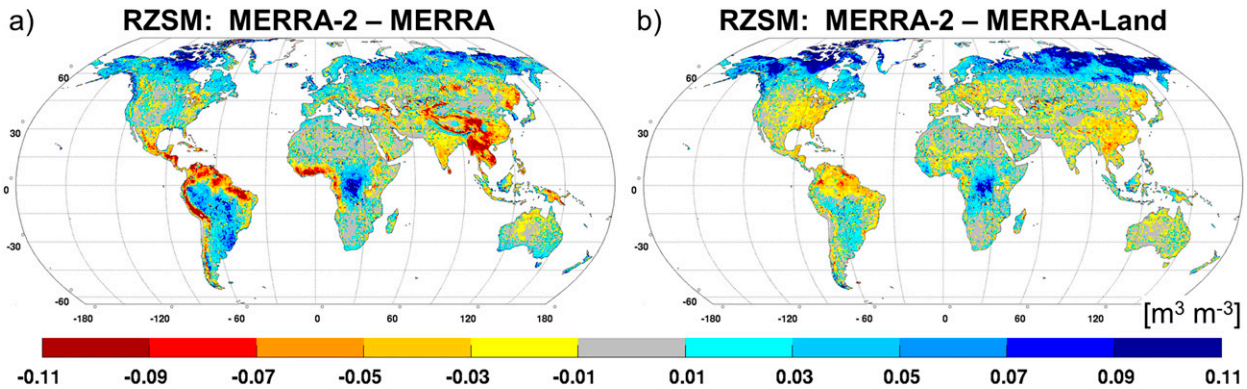 a) RZSM: MERRA-2 – MERRA
b) RZSM: MERRA-2 – MERRA-Land
60
30
0
-30
-60
-180 -120 -60 0 60 120 180
60
30
0
-30
-60
-180 -120 -60 0 60 120
[m³ m⁻³]
-0.11 -0.09 -0.07 -0.05 -0.03 -0.01 0.01 0.03 0.05 0.07 0.09 0.11